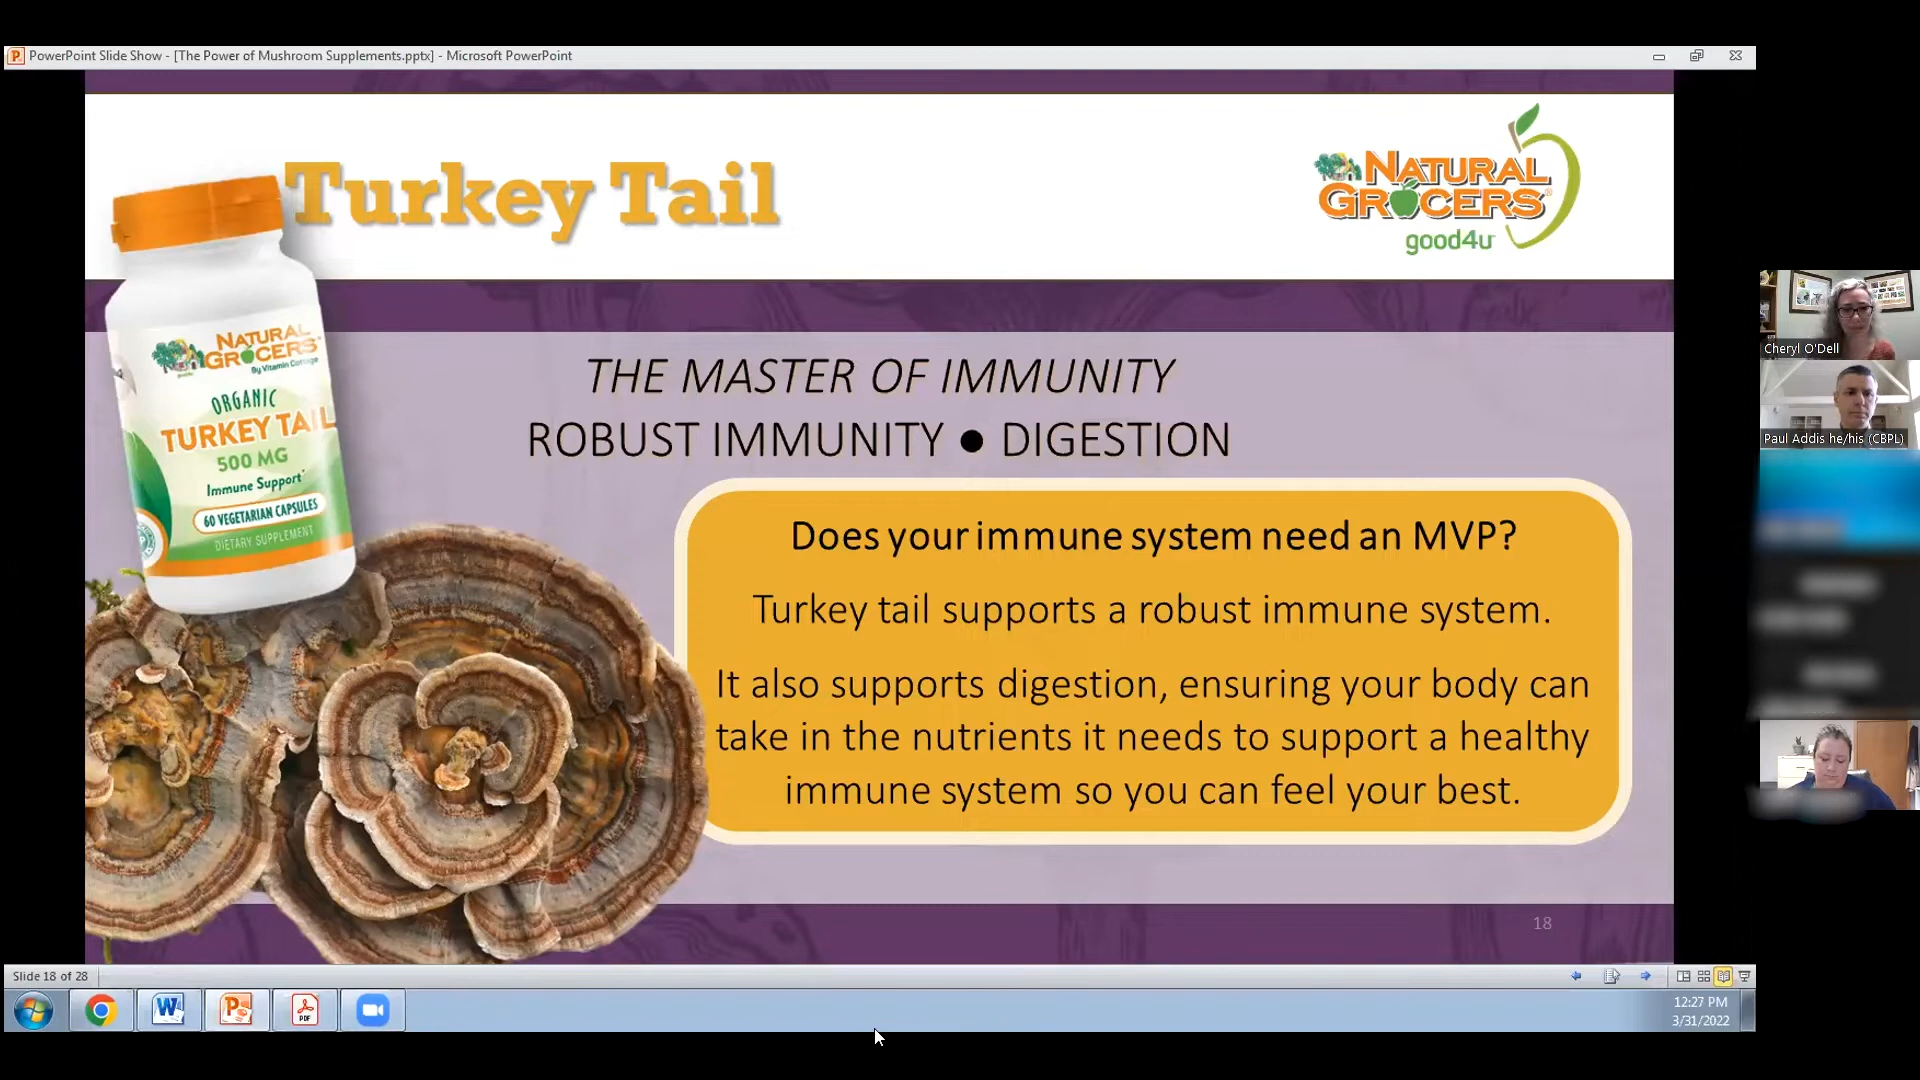 PowerPoint Slide Show - [The Power of Mushroom Supplements.pptx] - Microsoft PowerPoint
Turkey Tail
NATURAL
GROCERS
good4u
NATURAL
GROCERS
By Vitamin Cottage
ORGANIC
TURKEY TAIL
500 MG
Immune Support
60 VEGETARIAN CAPSULES
DIETARY SUPPLEMENT
THE MASTER OF IMMUNITY
ROBUST IMMUNITY ● DIGESTION
Does your immune system need an MVP?
Turkey tail supports a robust immune system.
It also supports digestion, ensuring your body can
take in the nutrients it needs to support a healthy
immune system so you can feel your best.
18
Cheryl O'Dell
Paul Addis he/his (CBPL)
Slide 18 of 28
PDF
12:27 PM
3/31/2022